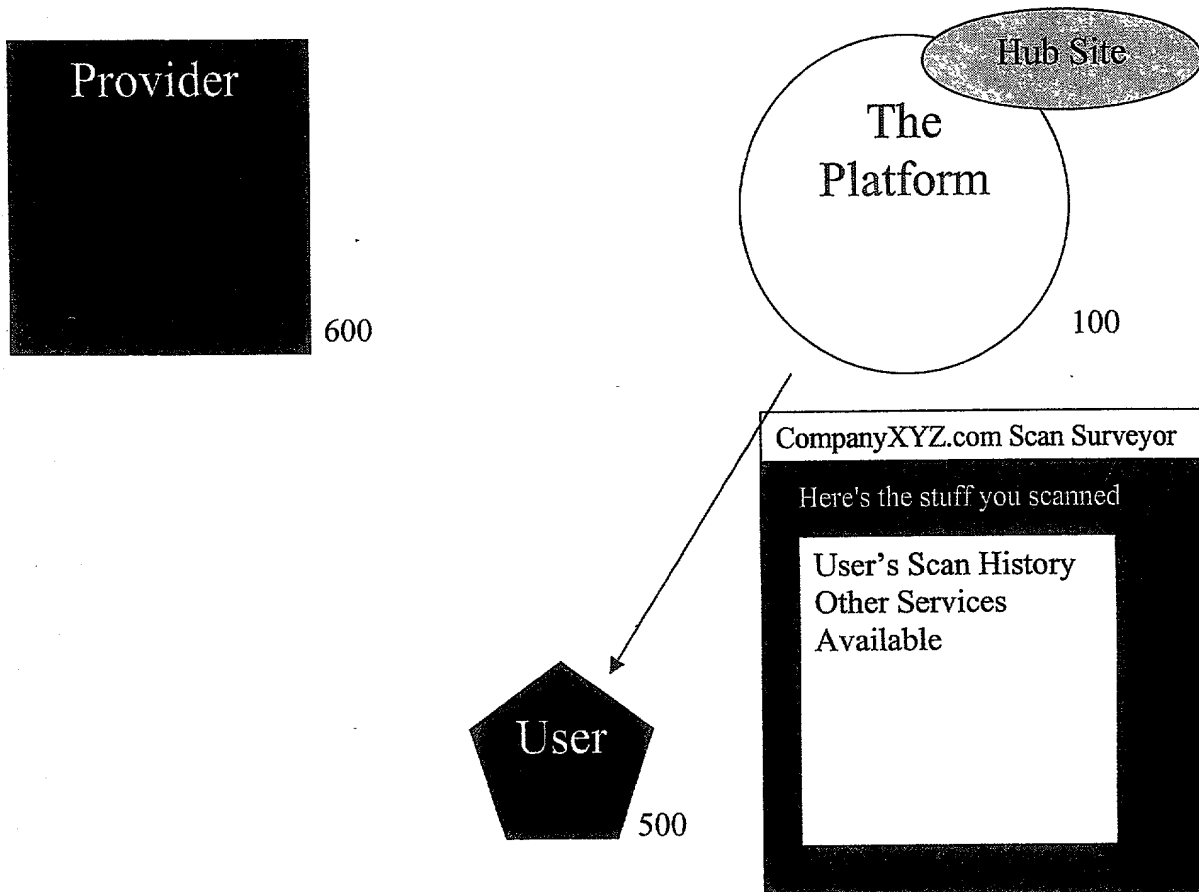 Provider
600
Hub Site
The
Platform
100
CompanyXYZ.com Scan Surveyor
Here's the stuff you scanned
User’s Scan History
Other Services
Available
User
500